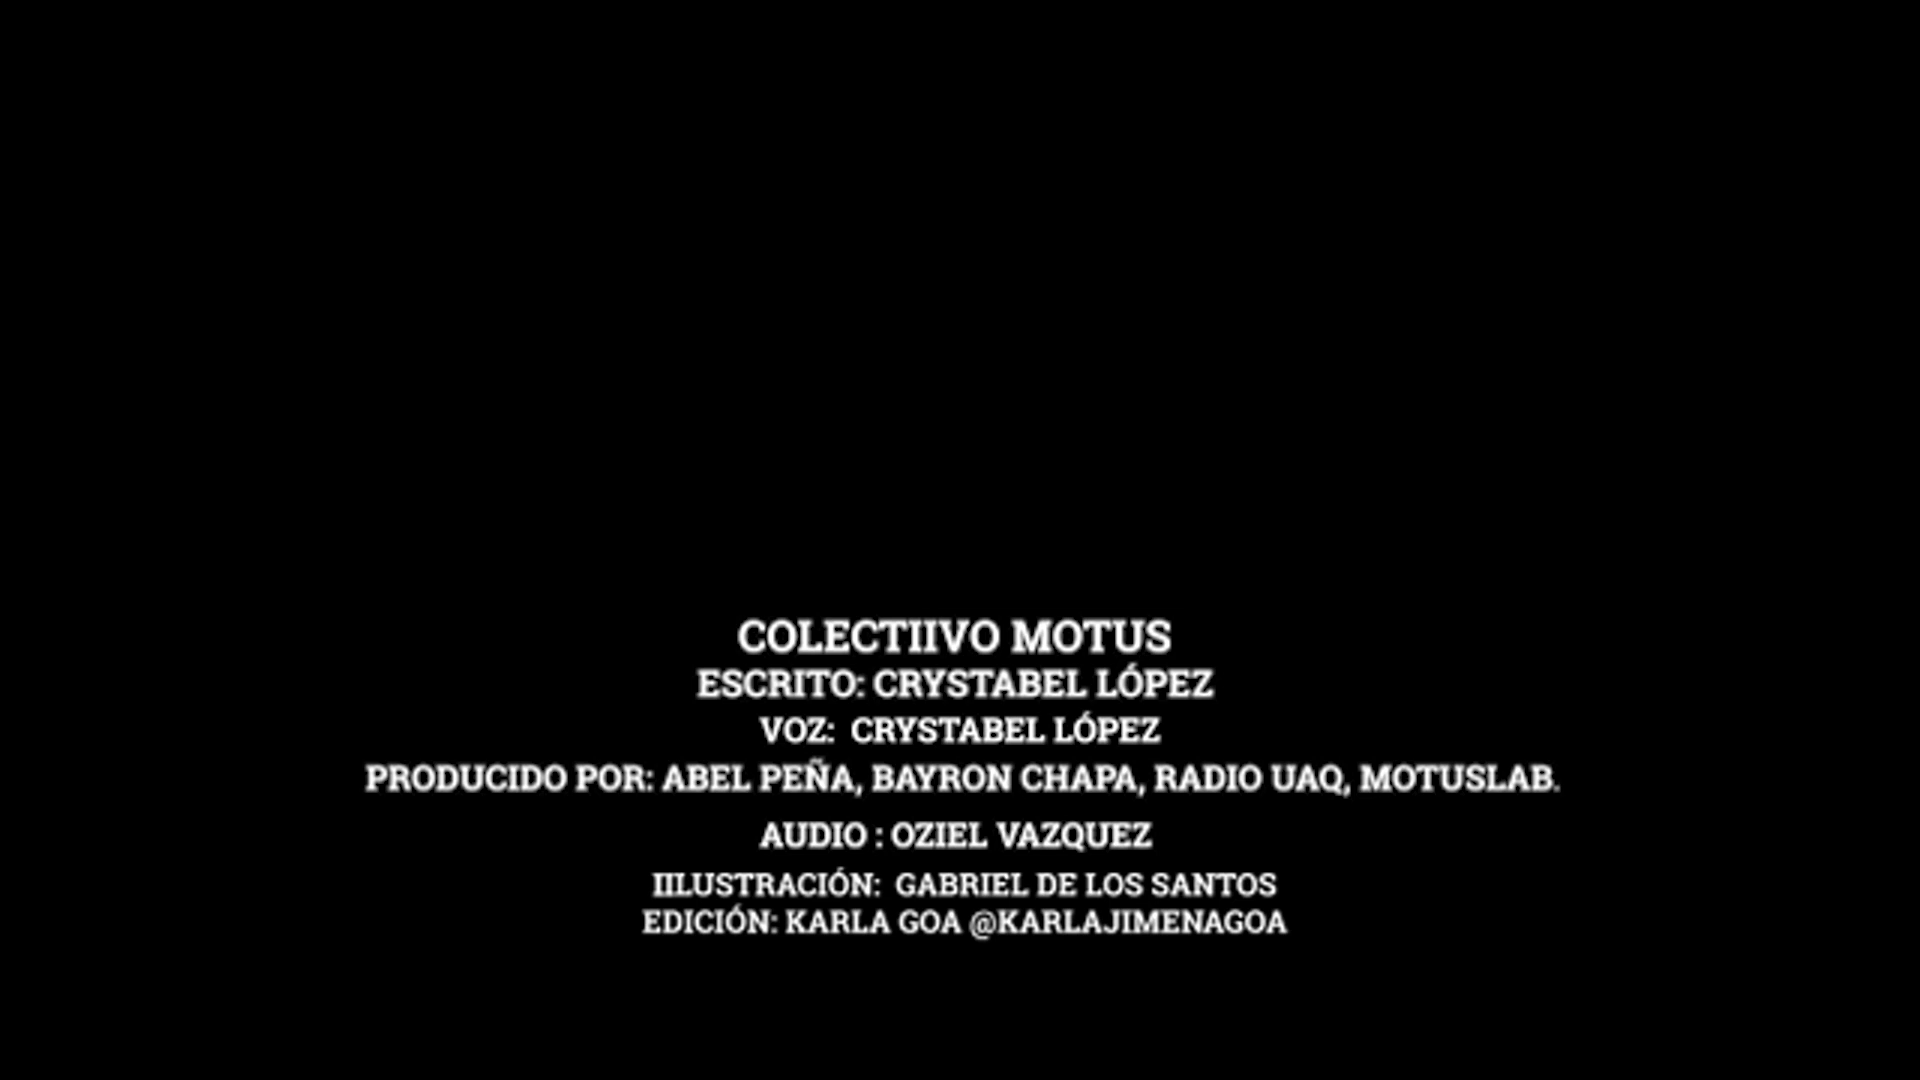 COLECTIIVO MOTUS
ESCRITO: CRYSTABEL LÓPEZ
VOZ: CRYSTABEL LÓPEZ
PRODUCIDO POR: ABEL PEÑA, BAYRON CHAPA, RADIO UAQ, MOTUSLAB.
AUDIO : OZIEL VAZQUEZ
IILUSTRACIÓN: GABRIEL DE LOS SANTOS
EDICIÓN: KARLA GOA @KARLAJIMENAGOA